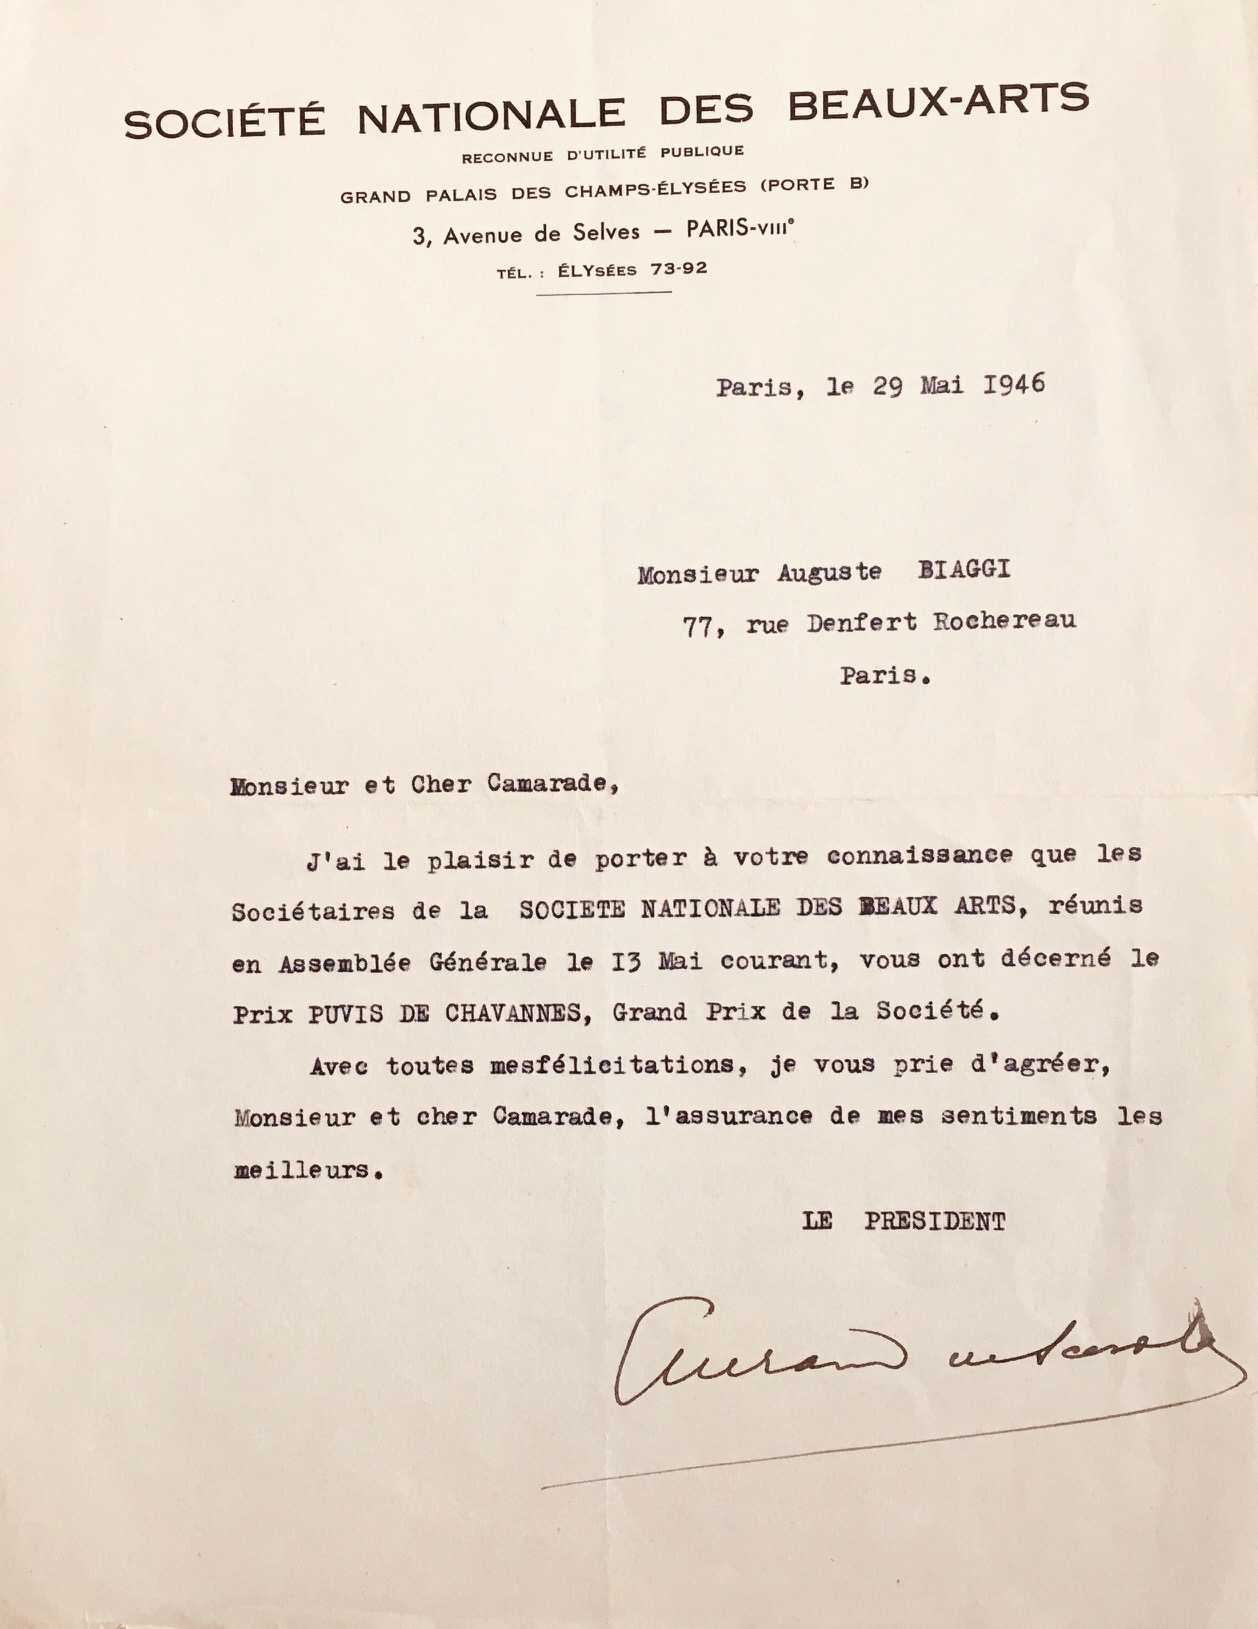 SOCIÉTÉ NATIONALE DES BEAUX-ARTS
RECONNUE D'UTILITÉ PUBLIQUE
GRAND PALAIS DES CHAMPS-ÉLYSÉES (PORTE B)
3, Avenue de Selves — PARIS-VIIIe
TÉL. : ÉLYSÉES 73-92
Paris, le 29 Mai I946
Monsieur Auguste BIAGGI
77, rue Denfert Rochereau
Paris.
Monsieur et Cher Camarade,
J'ai le plaisir de porter à votre connaissance que les
Sociétaires de la SOCIETE NATIONALE DES BEAUX ARTS, réunis
en Assemblée Générale le I3 Mai courant, vous ont décerné le
Prix PUVIS DE CHAVANNES, Grand Prix de la Société.
Avec toutes mesfélicitations, je vous prie d'agréer,
Monsieur et cher Camarade, l'assurance de mes sentiments les
meilleurs.
LE PRESIDENT